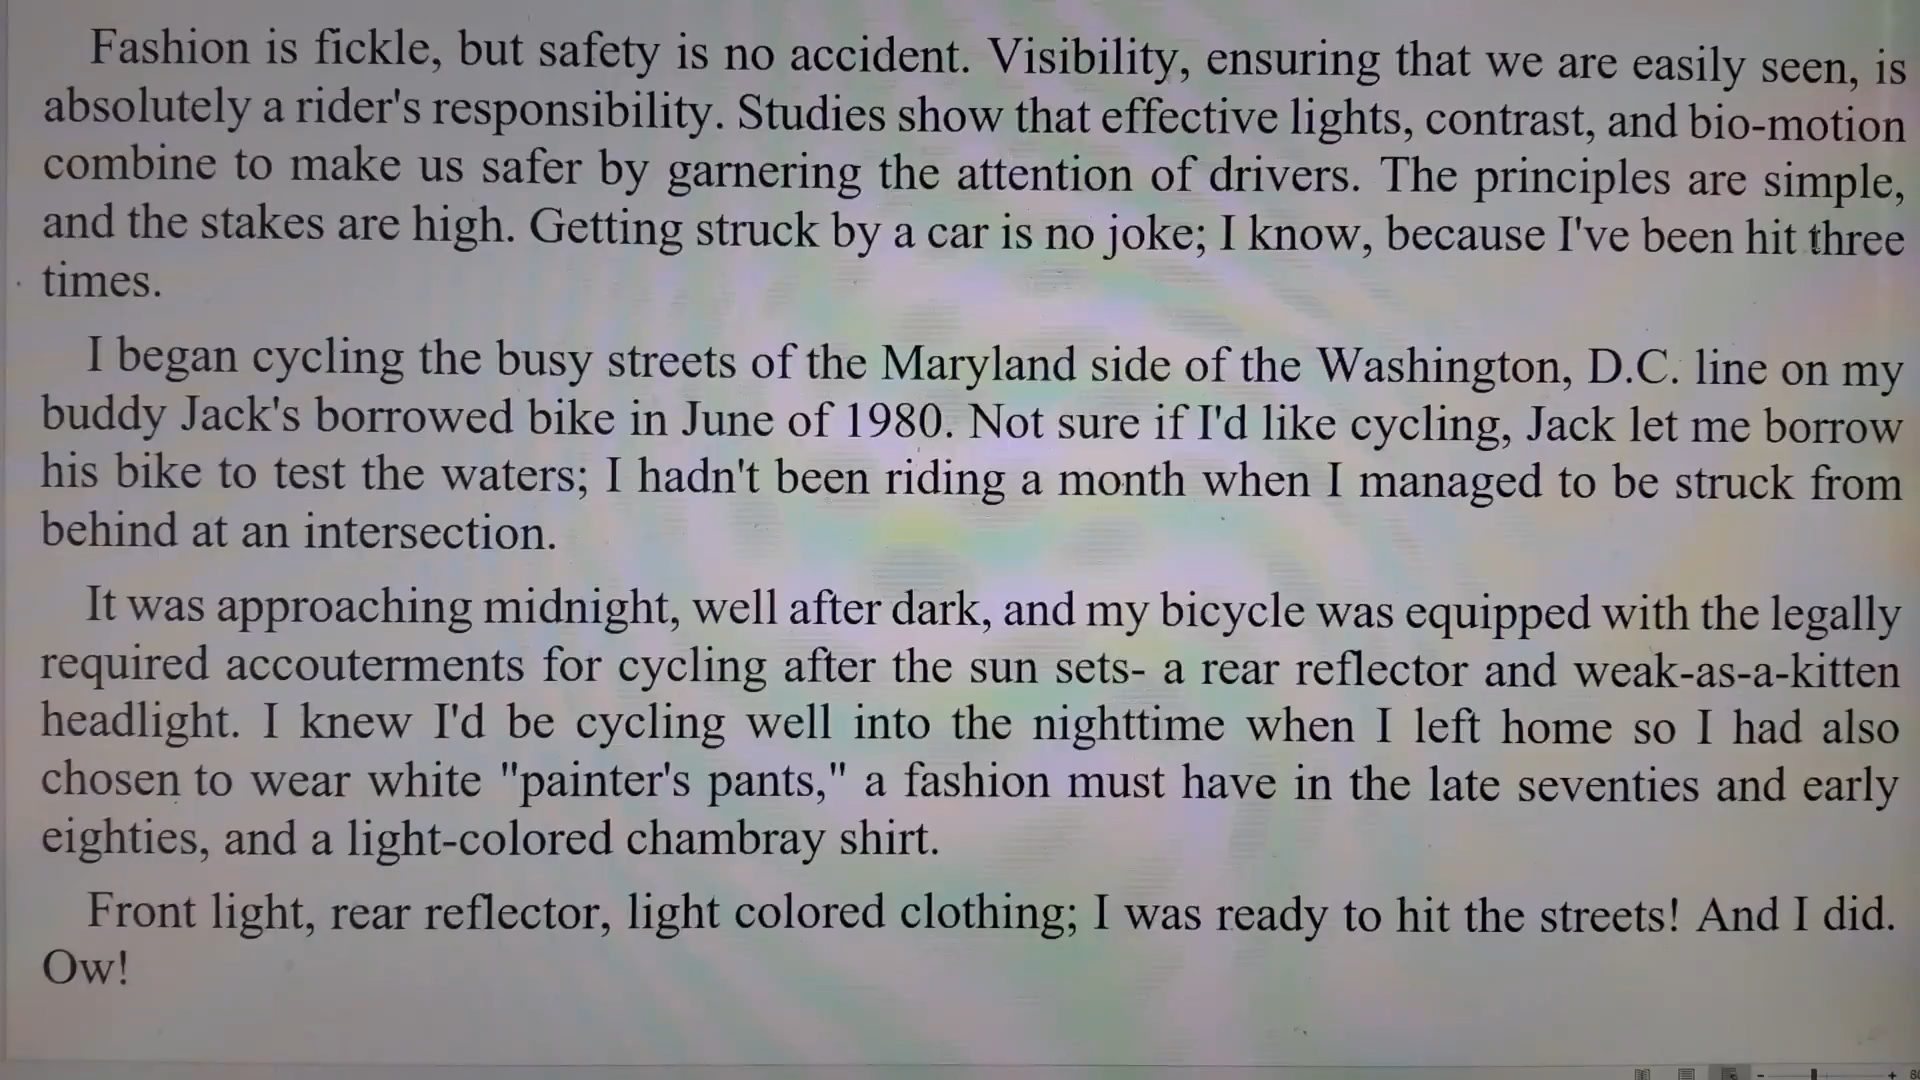 Fashion is fickle, but safety is no accident. Visibility, ensuring that we are easily seen, is
absolutely a rider's responsibility. Studies show that effective lights, contrast, and bio-motion
combine to make us safer by garnering the attention of drivers. The principles are simple,
and the stakes are high. Getting struck by a car is no joke; I know, because I've been hit three
times.
I began cycling the busy streets of the Maryland side of the Washington, D.C. line on my
buddy Jack's borrowed bike in June of 1980. Not sure if I'd like cycling, Jack let me borrow
his bike to test the waters; I hadn't been riding a month when I managed to be struck from
behind at an intersection.
It was approaching midnight, well after dark, and my bicycle was equipped with the legally
required accouterments for cycling after the sun sets- a rear reflector and weak-as-a-kitten
headlight. I knew I'd be cycling well into the nighttime when I left home so I had also
chosen to wear white "painter's pants," a fashion must have in the late seventies and early
eighties, and a light-colored chambray shirt.
Front light, rear reflector, light colored clothing; I was ready to hit the streets! And I did.
Ow!